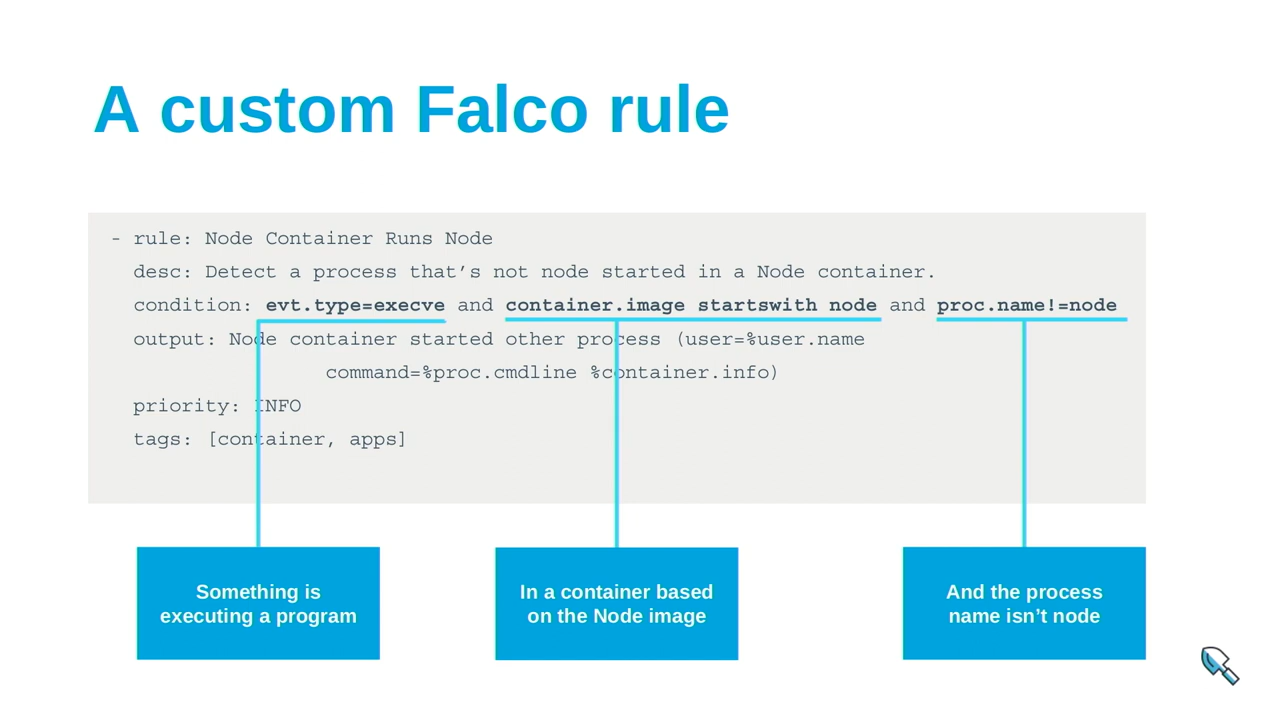 A custom Falco rule
- rule: Node Container Runs Node
desc: Detect a process that’s not node started in a Node container.
condition: evt.type=execve and container.image startswith node and proc.name!=node
output: Node container started other process (user=%user.name
command=%proc.cmdline %container.info)
priority: INFO
tags: [container, apps]
Something is
executing a program
In a container based
on the Node image
And the process
name isn’t node